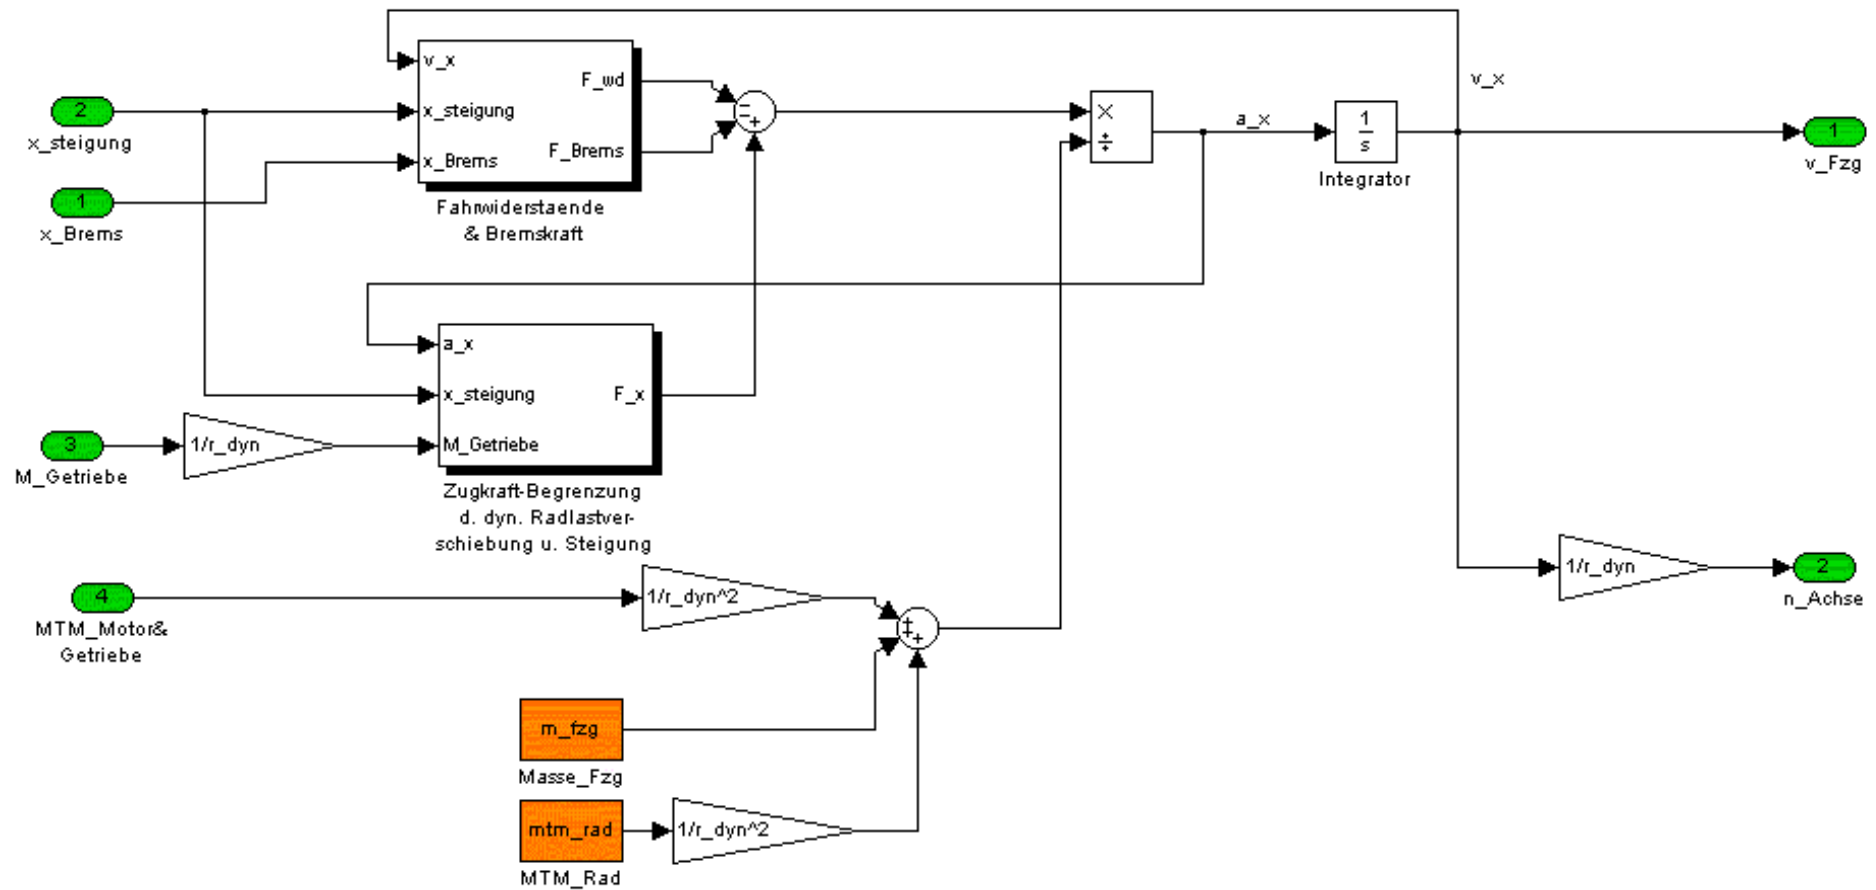 v_x
F_wd
v_x
2
x_steigung
x_steigung
−
−
+
×
÷
a_x
1
s
Integrator
1
v_Fzg
x_Brems
F_Brems
1
x_Brems
Fahrwiderstaende
& Bremskraft
a_x
x_steigung
F_x
M_Getriebe
3
M_Getriebe
1/r_dyn
Zugkraft-Begrenzung
d. dyn. Radlastver-
schiebung u. Steigung
4
MTM_Motor&
Getriebe
1/r_dyn^2
+
+
+
1/r_dyn
2
n_Achse
m_fzg
Masse_Fzg
mtm_rad
1/r_dyn^2
MTM_Rad